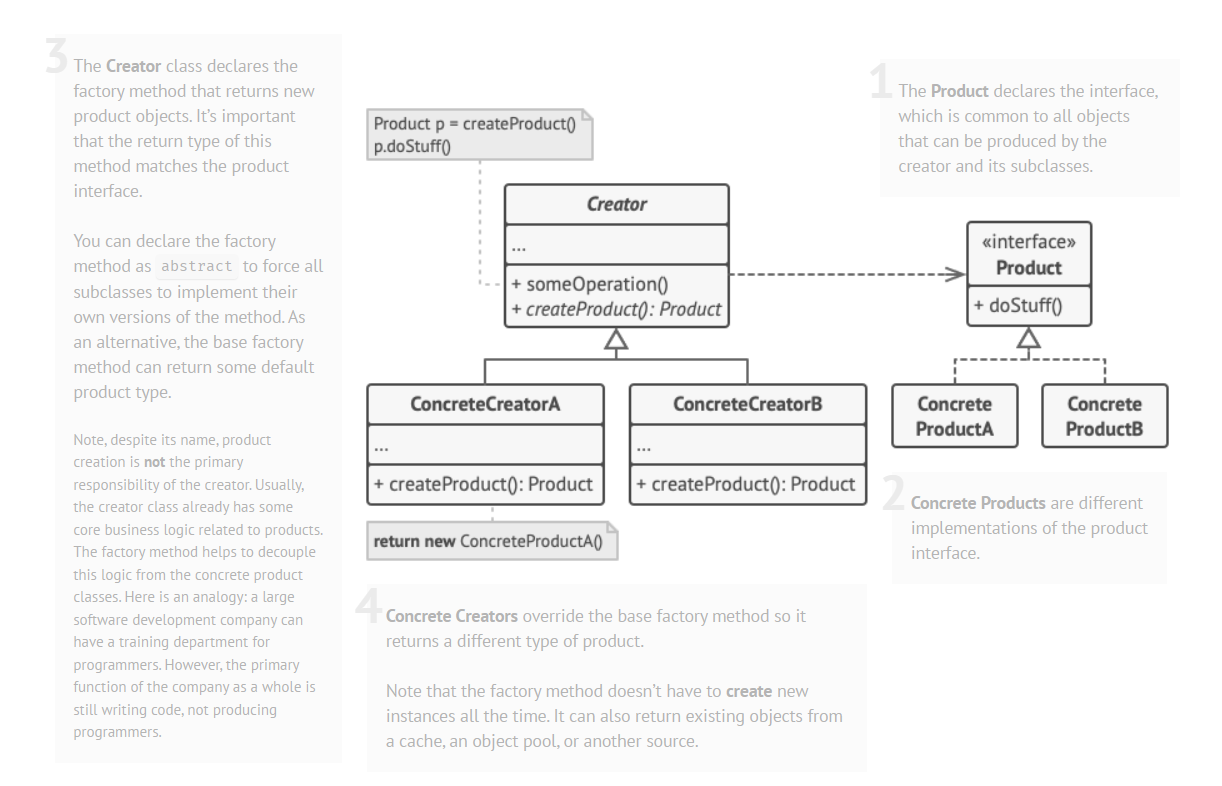 3
The Creator class declares the
factory method that returns new
product objects. It’s important
that the return type of this
method matches the product
interface.
You can declare the factory
method as abstract to force all
subclasses to implement their
own versions of the method. As
an alternative, the base factory
method can return some default
product type.
Note, despite its name, product
creation is not the primary
responsibility of the creator. Usually,
the creator class already has some
core business logic related to products.
The factory method helps to decouple
this logic from the concrete product
classes. Here is an analogy: a large
software development company can
have a training department for
programmers. However, the primary
function of the company as a whole is
still writing code, not producing
programmers.
Product p = createProduct()
p.doStuff()
Creator
...
+ someOperation()
+ createProduct(): Product
ConcreteCreatorA
...
+ createProduct(): Product
ConcreteCreatorB
...
+ createProduct(): Product
return new ConcreteProductA()
1
The Product declares the interface,
which is common to all objects
that can be produced by the
creator and its subclasses.
«interface»
Product
+ doStuff()
Concrete
ProductA
Concrete
ProductB
2
Concrete Products are different
implementations of the product
interface.
4
Concrete Creators override the base factory method so it
returns a different type of product.
Note that the factory method doesn’t have to create new
instances all the time. It can also return existing objects from
a cache, an object pool, or another source.